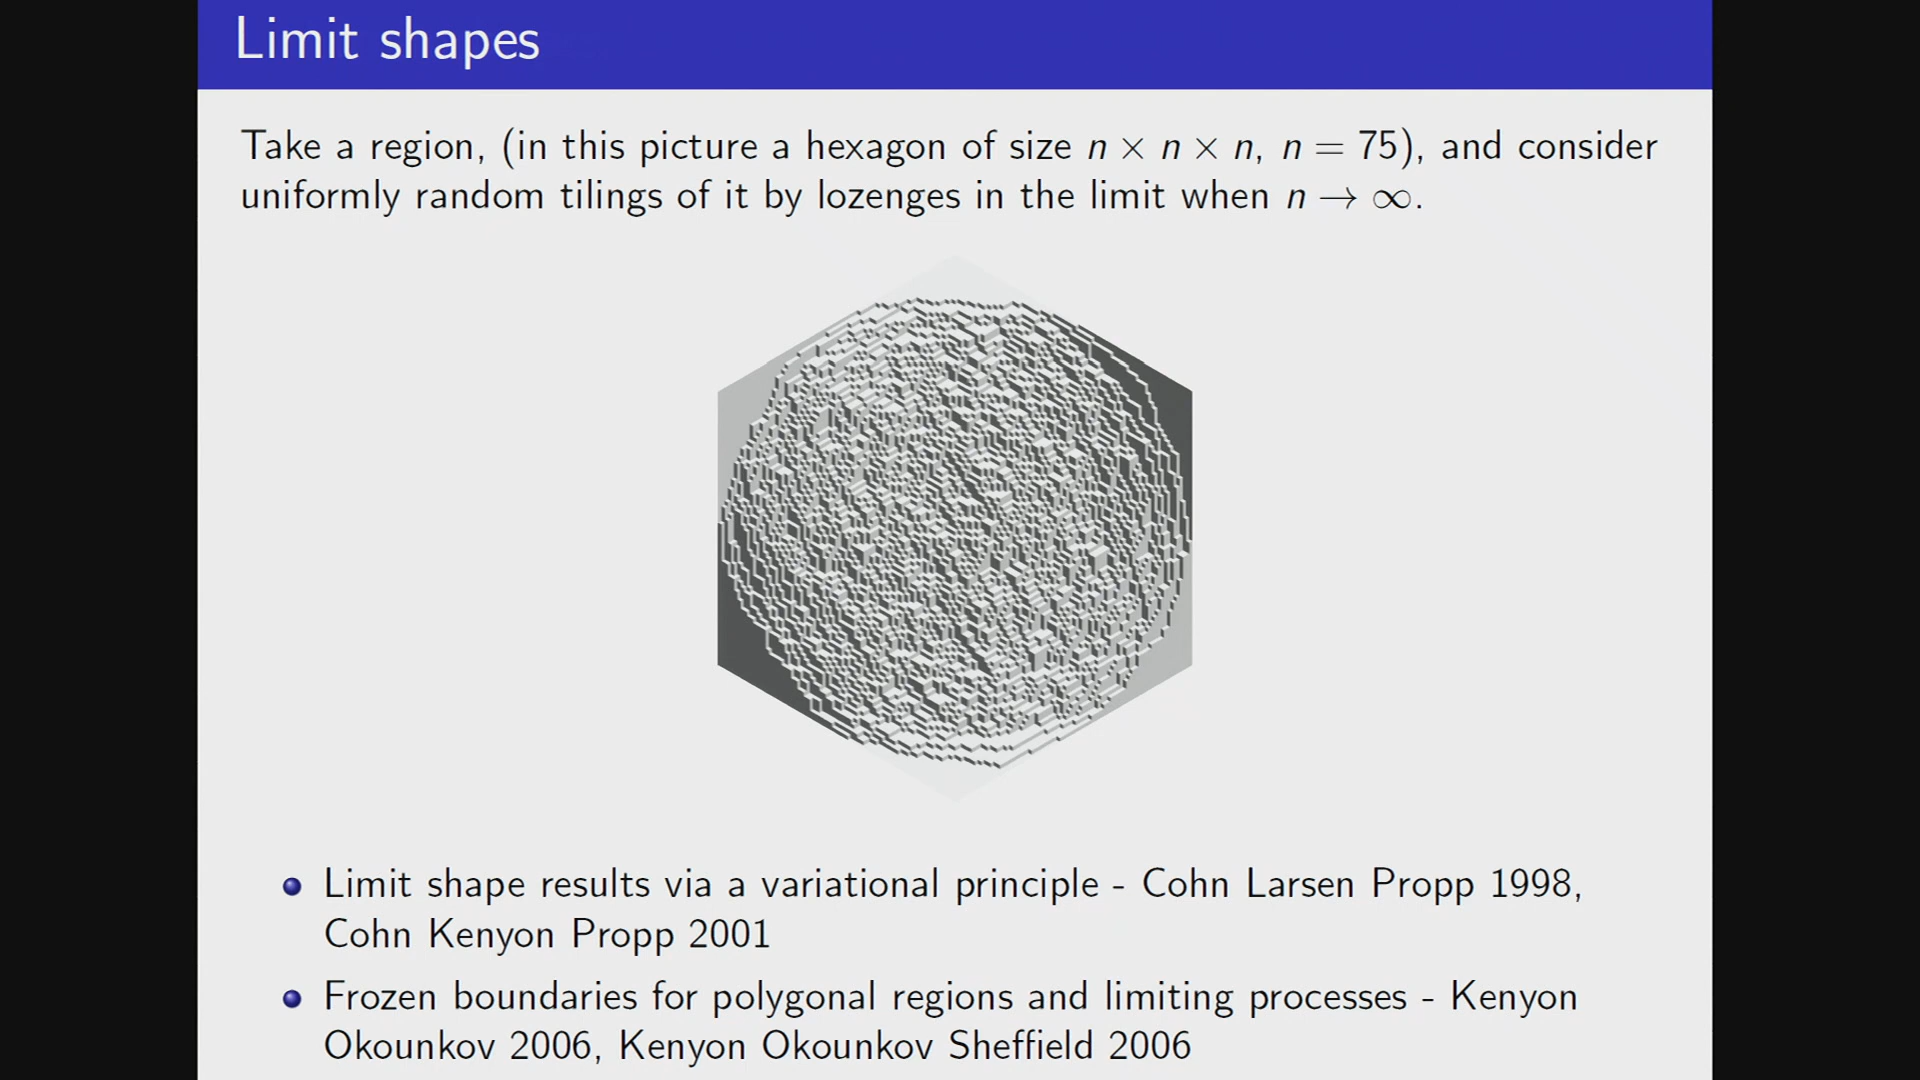 Limit shapes
Take a region, (in this picture a hexagon of size n × n × n, n = 75), and consider
uniformly random tilings of it by lozenges in the limit when n → ∞.
Limit shape results via a variational principle - Cohn Larsen Propp 1998,
Cohn Kenyon Propp 2001
Frozen boundaries for polygonal regions and limiting processes - Kenyon
Okounkov 2006, Kenyon Okounkov Sheffield 2006